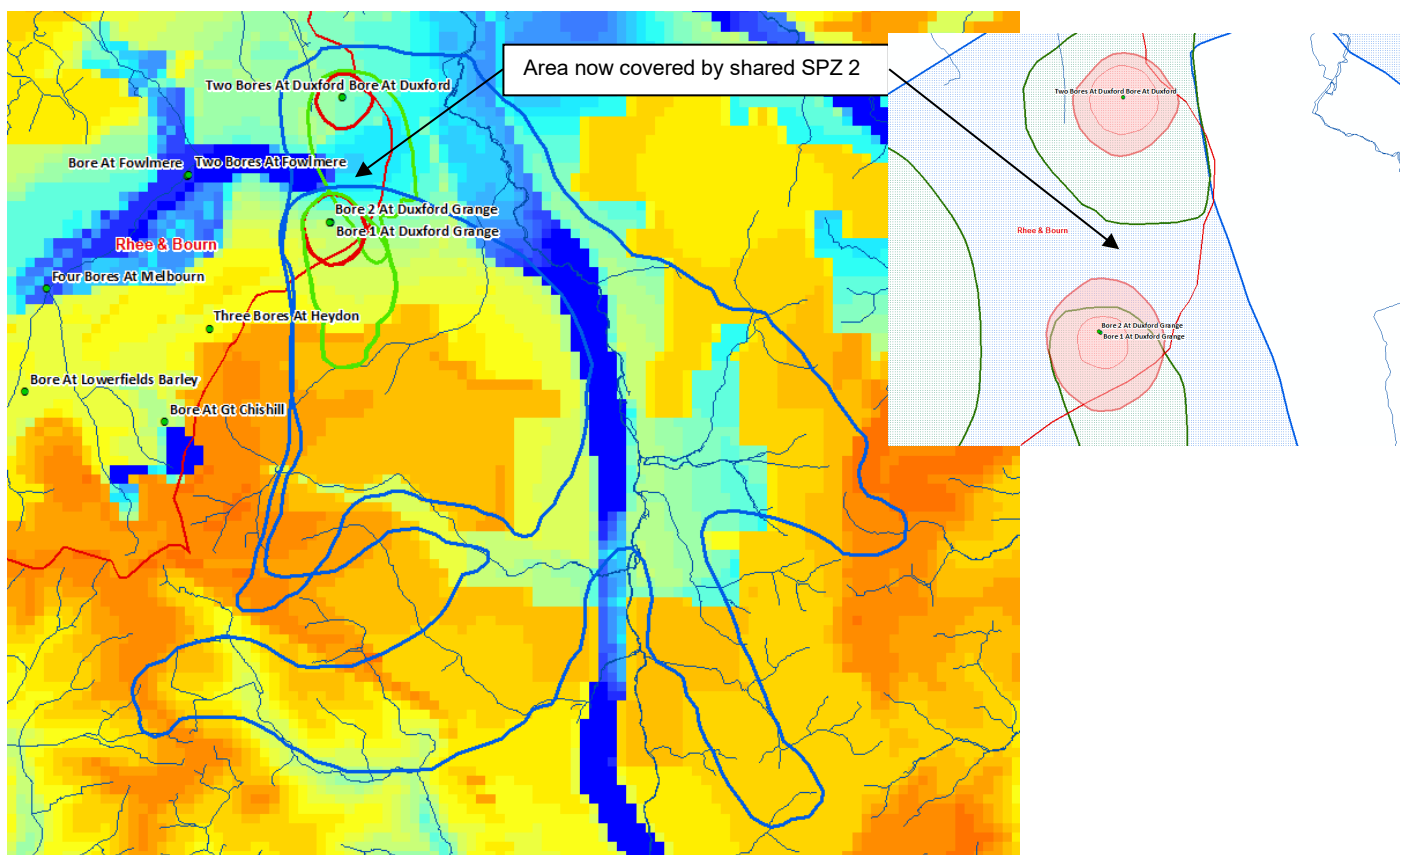 Area now covered by shared SPZ 2
Two Bores At Duxford Bore At Duxford
Bore At Fowlmere
Two Bores At Fowlmere
Bore 2 At Duxford Grange
Bore 1 At Duxford Grange
Rhee & Bourn
Four Bores At Melbourn
Three Bores At Heydon
Bore At Lowerfields Barley
Bore At Gt Chishill
Two Bores At Duxford Bore At Duxford
Rhee & Bourn
Bore 2 At Duxford Grange
Bore 1 At Duxford Grange